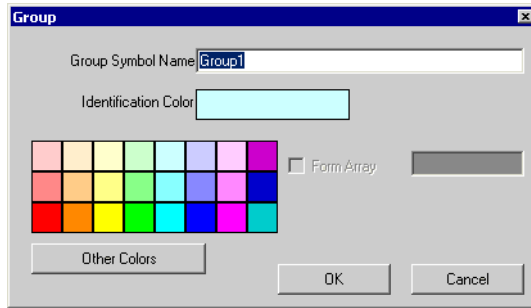 Group
Group Symbol Name Group1
Identification Color
Form Array
Other Colors
OK Cancel